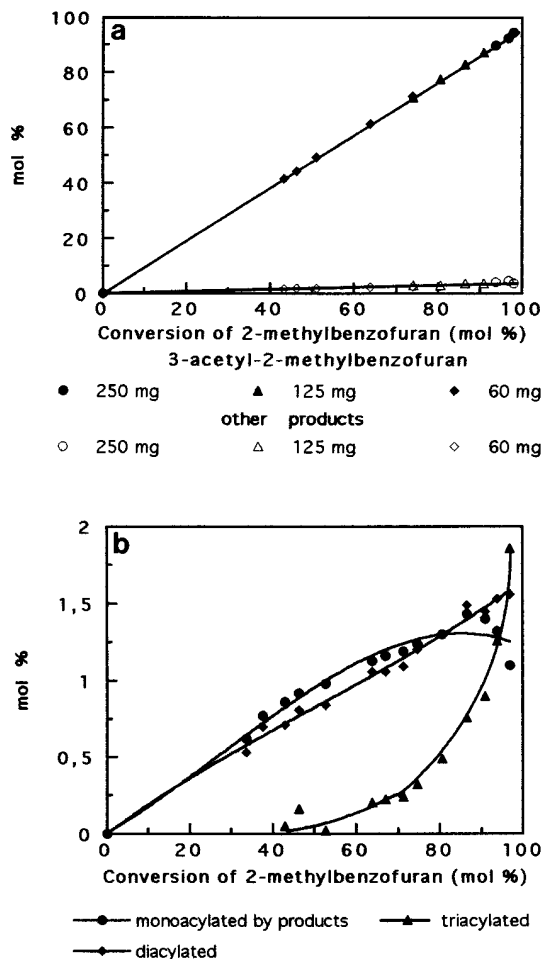 a
100
80
60
40
20
0
mol %
0 20 40 60 80 100
Conversion of 2-methylbenzofuran (mol %)
3-acetyl-2-methylbenzofuran
250 mg 125 mg 60 mg
other products
250 mg 125 mg 60 mg
b
2
1,5
1
0,5
0
mol %
0 20 40 60 80 100
Conversion of 2-methylbenzofuran (mol %)
monoacylated by products triacylated
diacylated